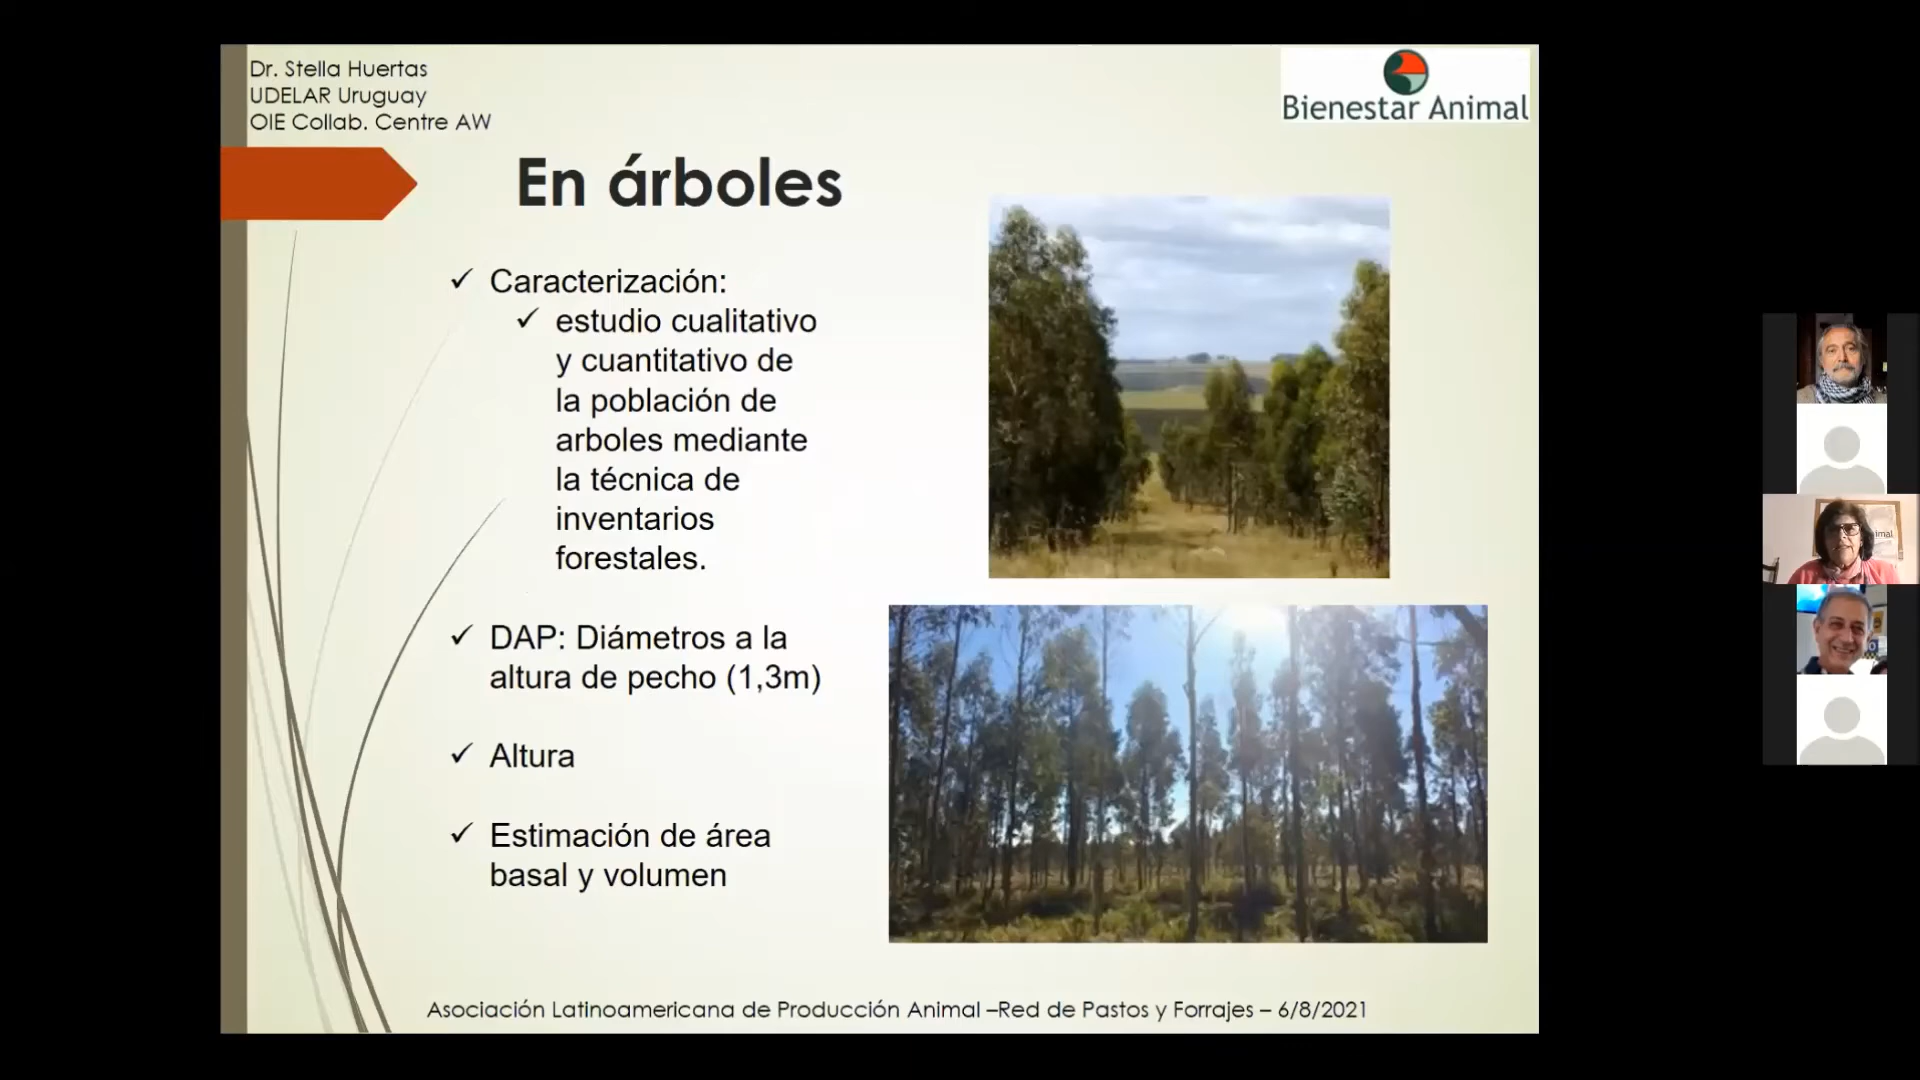 Dr. Stella Huertas
UDELAR Uruguay
OIE Collab. Centre AW
Bienestar Animal
En árboles
✓ Caracterización:
✓ estudio cualitativo
y cuantitativo de
la población de
arboles mediante
la técnica de
inventarios
forestales.
✓ DAP: Diámetros a la
altura de pecho (1,3m)
✓ Altura
✓ Estimación de área
basal y volumen
Asociación Latinoamericana de Producción Animal –Red de Pastos y Forrajes – 6/8/2021